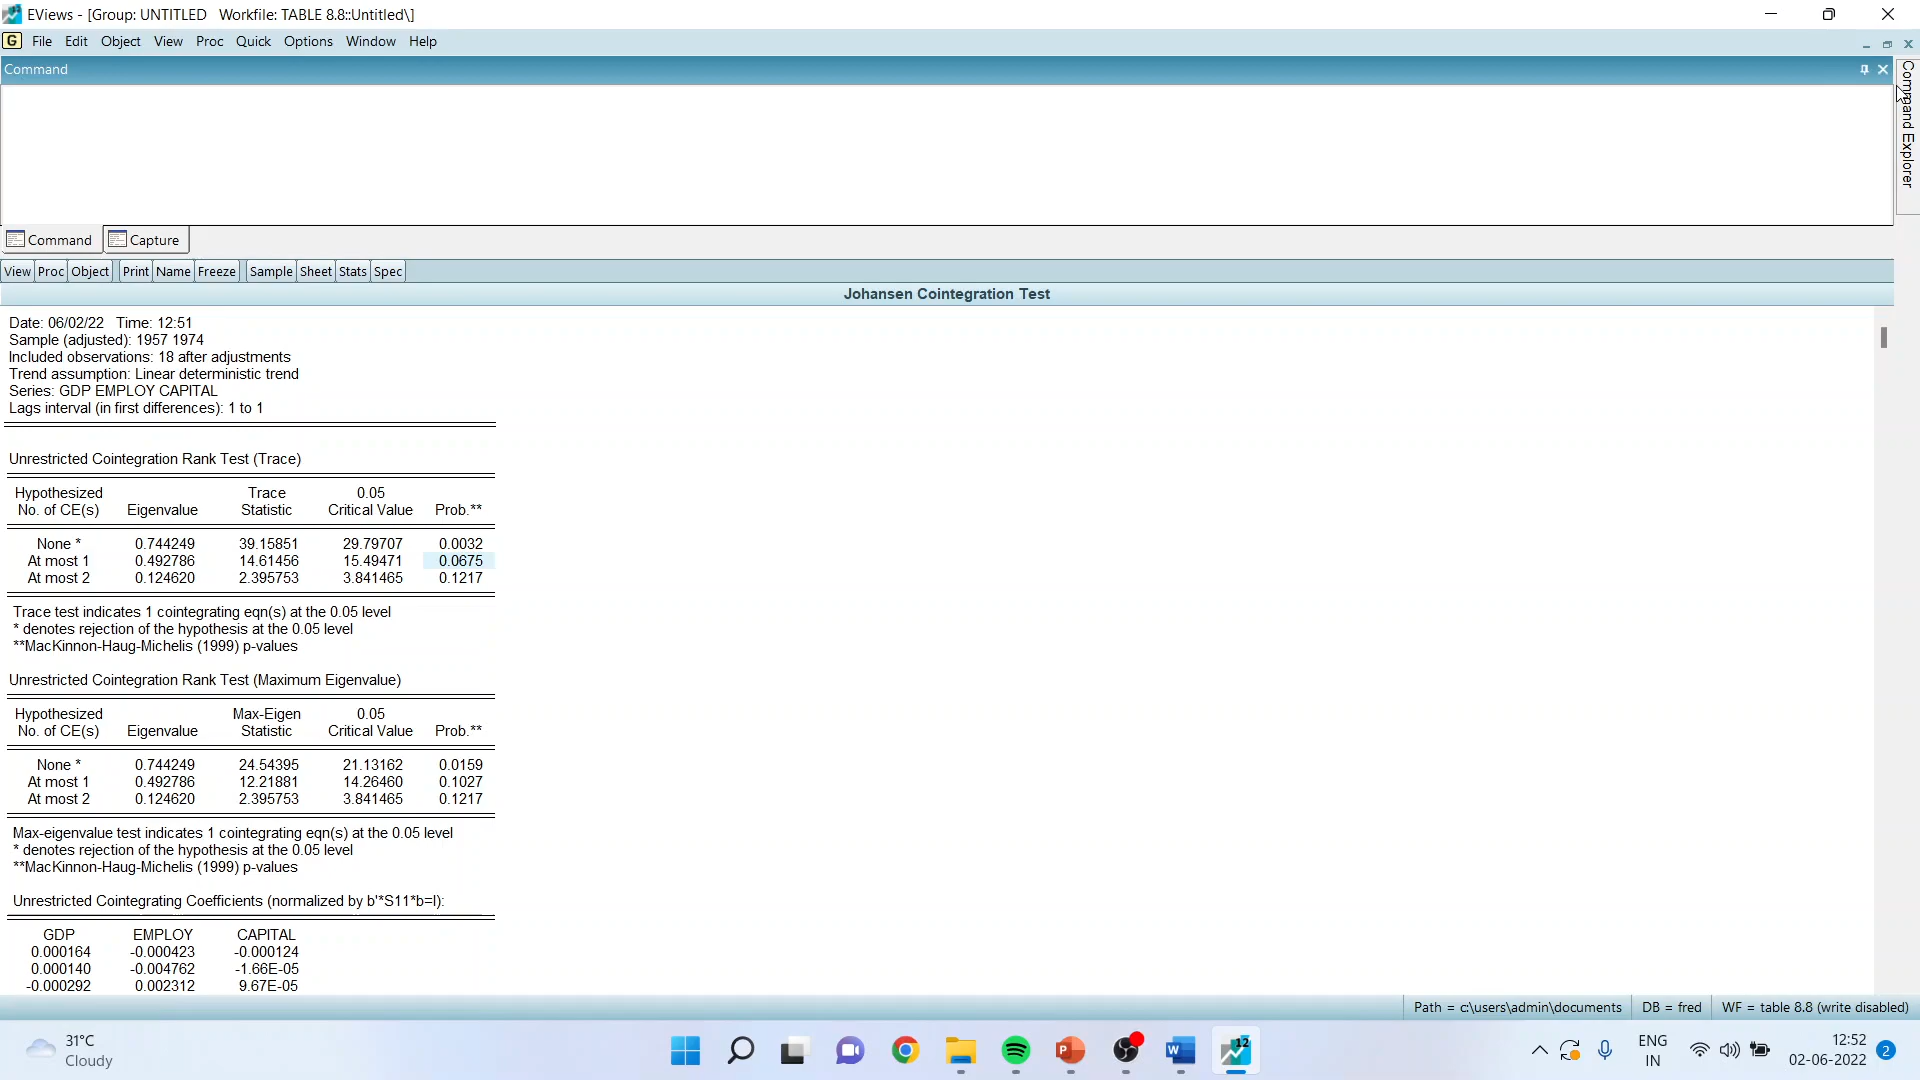 EViews - [Group: UNTITLED   Workfile: TABLE 8.8::Untitled\]
G File Edit Object View Proc Quick Options Window Help
Command
Command Explorer
Command Capture
View Proc Object Print Name Freeze Sample Sheet Stats Spec
Johansen Cointegration Test
Date: 06/02/22   Time: 12:51
Sample (adjusted): 1957 1974
Included observations: 18 after adjustments
Trend assumption: Linear deterministic trend
Series: GDP EMPLOY CAPITAL
Lags interval (in first differences): 1 to 1
Unrestricted Cointegration Rank Test (Trace)
Hypothesized Trace 0.05
No. of CE(s) Eigenvalue Statistic Critical Value Prob.**
None * 0.744249 39.15851 29.79707 0.0032
At most 1 0.492786 14.61456 15.49471 0.0675
At most 2 0.124620 2.395753 3.841465 0.1217
Trace test indicates 1 cointegrating eqn(s) at the 0.05 level
* denotes rejection of the hypothesis at the 0.05 level
**MacKinnon-Haug-Michelis (1999) p-values
Unrestricted Cointegration Rank Test (Maximum Eigenvalue)
Hypothesized Max-Eigen 0.05
No. of CE(s) Eigenvalue Statistic Critical Value Prob.**
None * 0.744249 24.54395 21.13162 0.0159
At most 1 0.492786 12.21881 14.26460 0.1027
At most 2 0.124620 2.395753 3.841465 0.1217
Max-eigenvalue test indicates 1 cointegrating eqn(s) at the 0.05 level
* denotes rejection of the hypothesis at the 0.05 level
**MacKinnon-Haug-Michelis (1999) p-values
Unrestricted Cointegrating Coefficients (normalized by b'*S11*b=I):
GDP EMPLOY CAPITAL
0.000164 -0.000423 -0.000124
0.000140 -0.004762 -1.66E-05
-0.000292 0.002312 9.67E-05
Path = c:\users\admin\documents DB = fred WF = table 8.8 (write disabled)
31°C
Cloudy
P
W
12
ENG
IN
12:52
02-06-2022
2